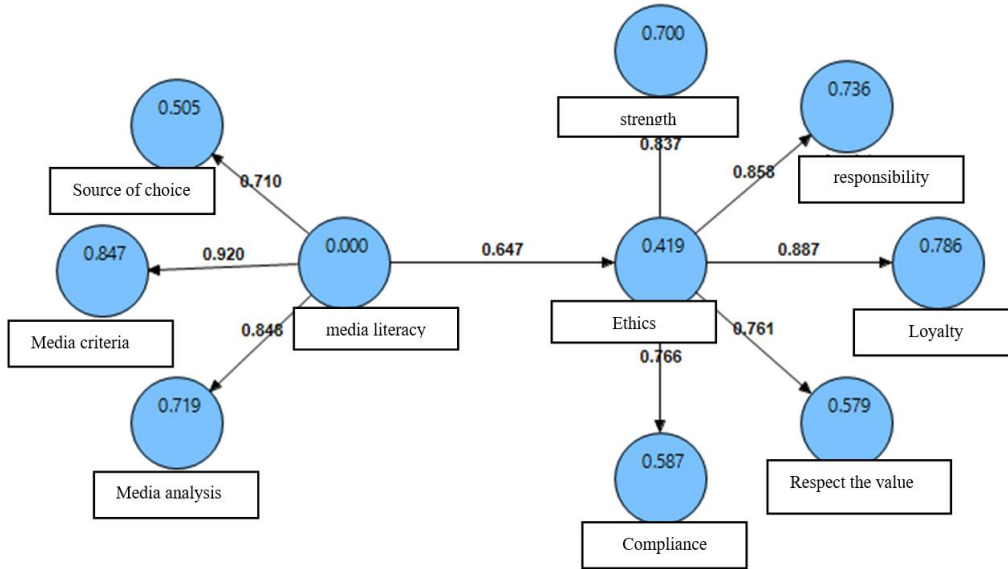 0.700
strength
0.837
0.505
Source of choice
0.710
0.736
responsibility
0.858
0.847
Media criteria
0.920
0.000
media literacy
0.647
0.419
Ethics
0.887
0.786
Loyalty
0.848
0.719
Media analysis
0.761
0.766
0.579
Respect the value
0.587
Compliance